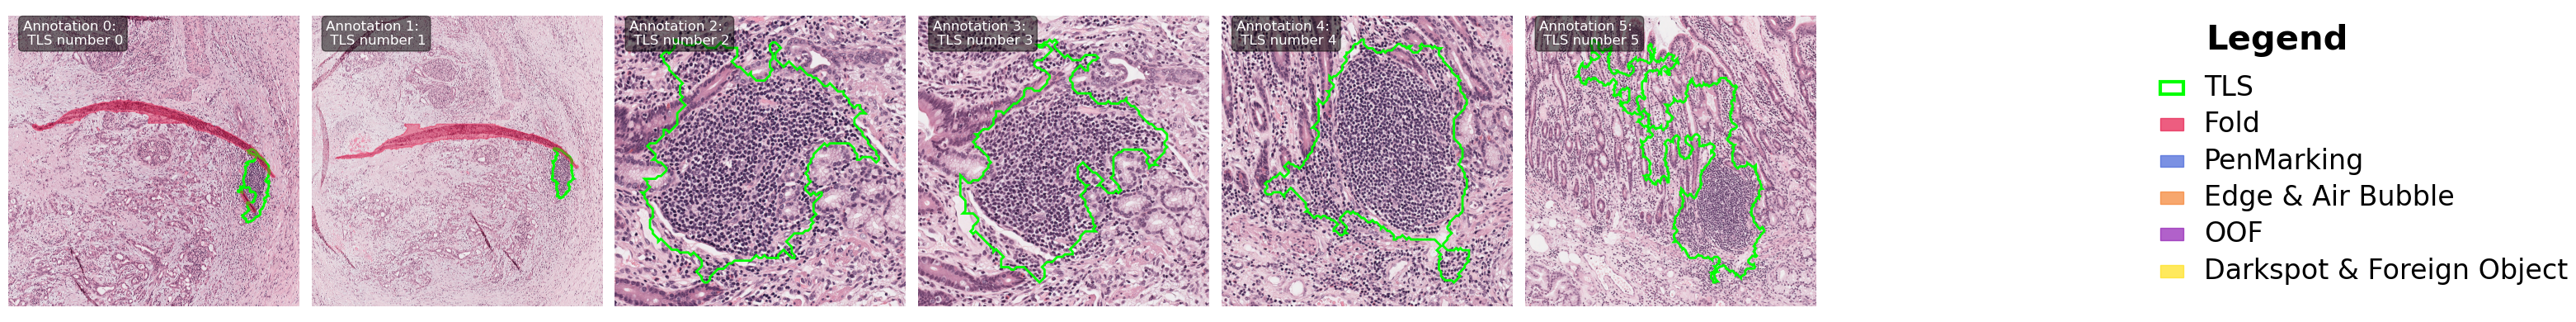 Annotation 0:
TLS number 0
Annotation 1:
TLS number 1
Annotation 2:
TLS number 2
Annotation 3:
TLS number 3
Annotation 4:
TLS number 4
Annotation 5:
TLS number 5
Legend
TLS
Fold
PenMarking
Edge & Air Bubble
OOF
Darkspot & Foreign Object